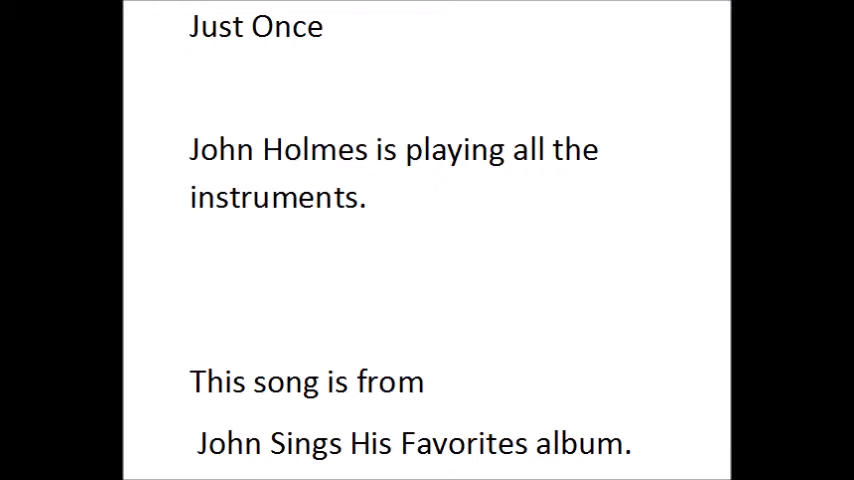 Just Once
John Holmes is playing all the
instruments.
This song is from
John Sings His Favorites album.